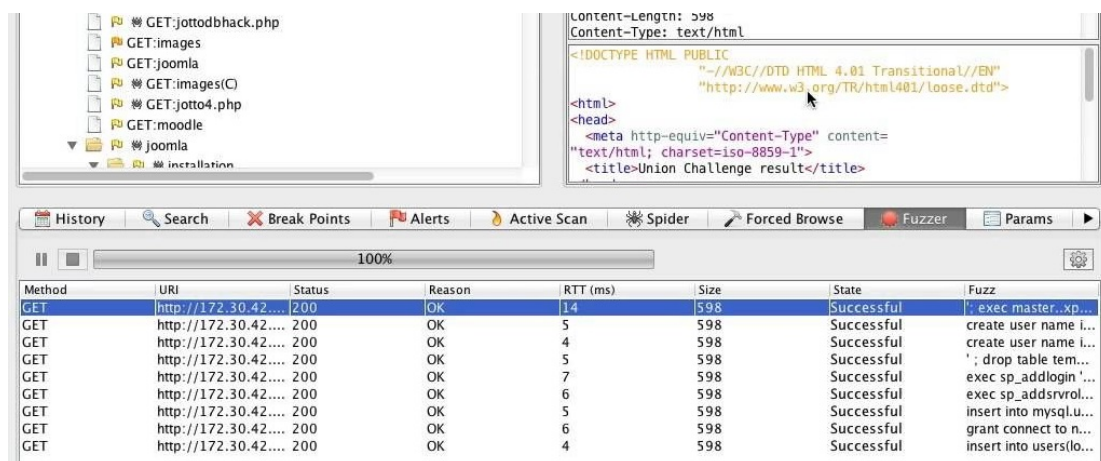 GET:jottodbhack.php
GET:images
GET:joomla
GET:images(C)
GET:jotto4.php
GET:moodle
joomla
installation
Content-Length: 598
Content-Type: text/html
<!DOCTYPE HTML PUBLIC
"-//W3C//DTD HTML 4.01 Transitional//EN"
"http://www.w3.org/TR/html401/loose.dtd">
<html>
<head>
<meta http-equiv="Content-Type" content=
"text/html; charset=iso-8859-1">
<title>Union Challenge result</title>
History Search Break Points Alerts Active Scan Spider Forced Browse Fuzzer Params
100%
Method URI Status Reason RTT (ms) Size State Fuzz
GET http://172.30.42.... 200 OK 14 598 Successful '; exec master..xp...
GET http://172.30.42.... 200 OK 5 598 Successful create user name i...
GET http://172.30.42.... 200 OK 4 598 Successful create user name i...
GET http://172.30.42.... 200 OK 5 598 Successful ' ; drop table tem...
GET http://172.30.42.... 200 OK 7 598 Successful exec sp_addlogin '...
GET http://172.30.42.... 200 OK 6 598 Successful exec sp_addsrvrol...
GET http://172.30.42.... 200 OK 5 598 Successful insert into mysql.u...
GET http://172.30.42.... 200 OK 6 598 Successful grant connect to n...
GET http://172.30.42.... 200 OK 4 598 Successful insert into users(lo...